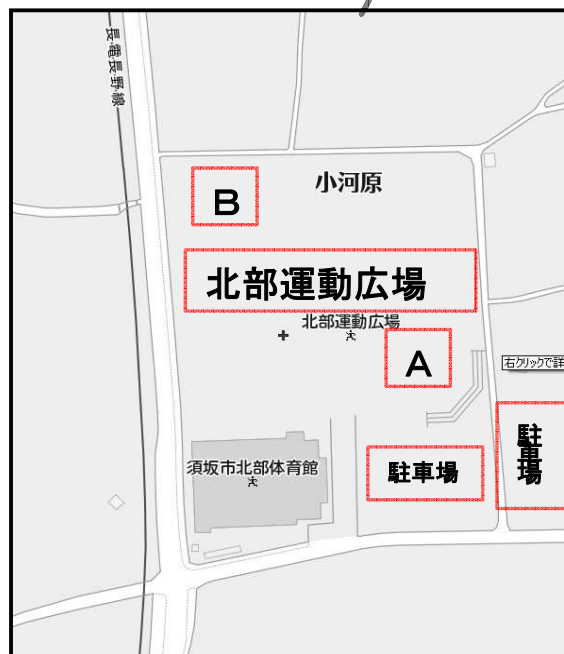 長電長野線
小河原
B
北部運動広場
北部運動広場
A
右クリックで詳
須坂市北部体育館
駐車場
駐車場